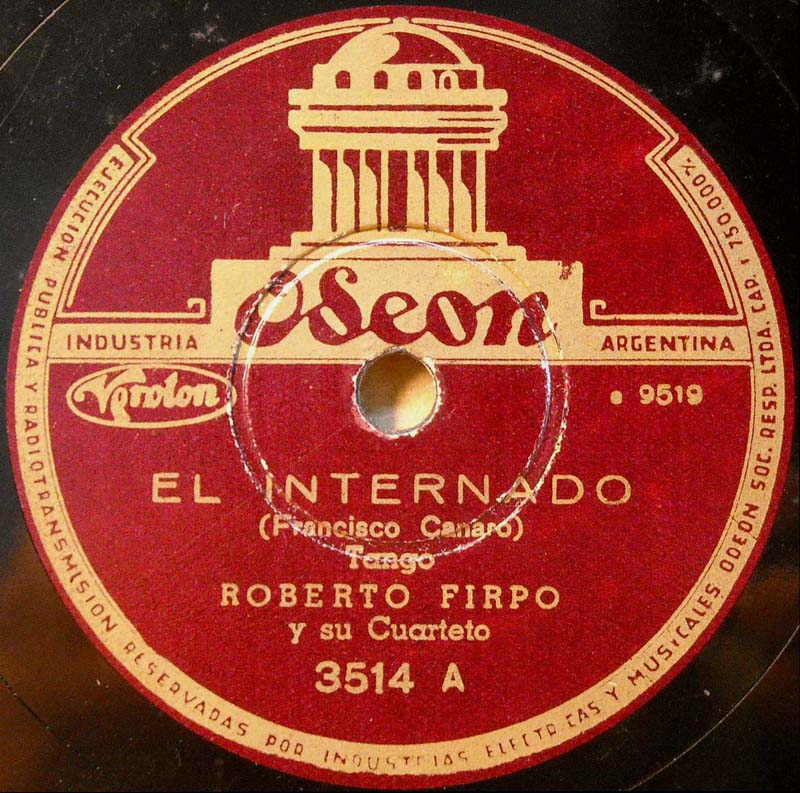 Odeon
INDUSTRIA ARGENTINA
Veroton e 9519
EL INTERNADO
(Francisco Canaro)
Tango
ROBERTO FIRPO
y su Cuarteto
3514 A
EJECUCION PUBLICA Y RADIOTRANSMISION RESERVADAS POR INDUSTRIAS ELECTRICAS Y MUSICALES ODEON SOC. RESP. LTDA. CAP. $ 750.000 %